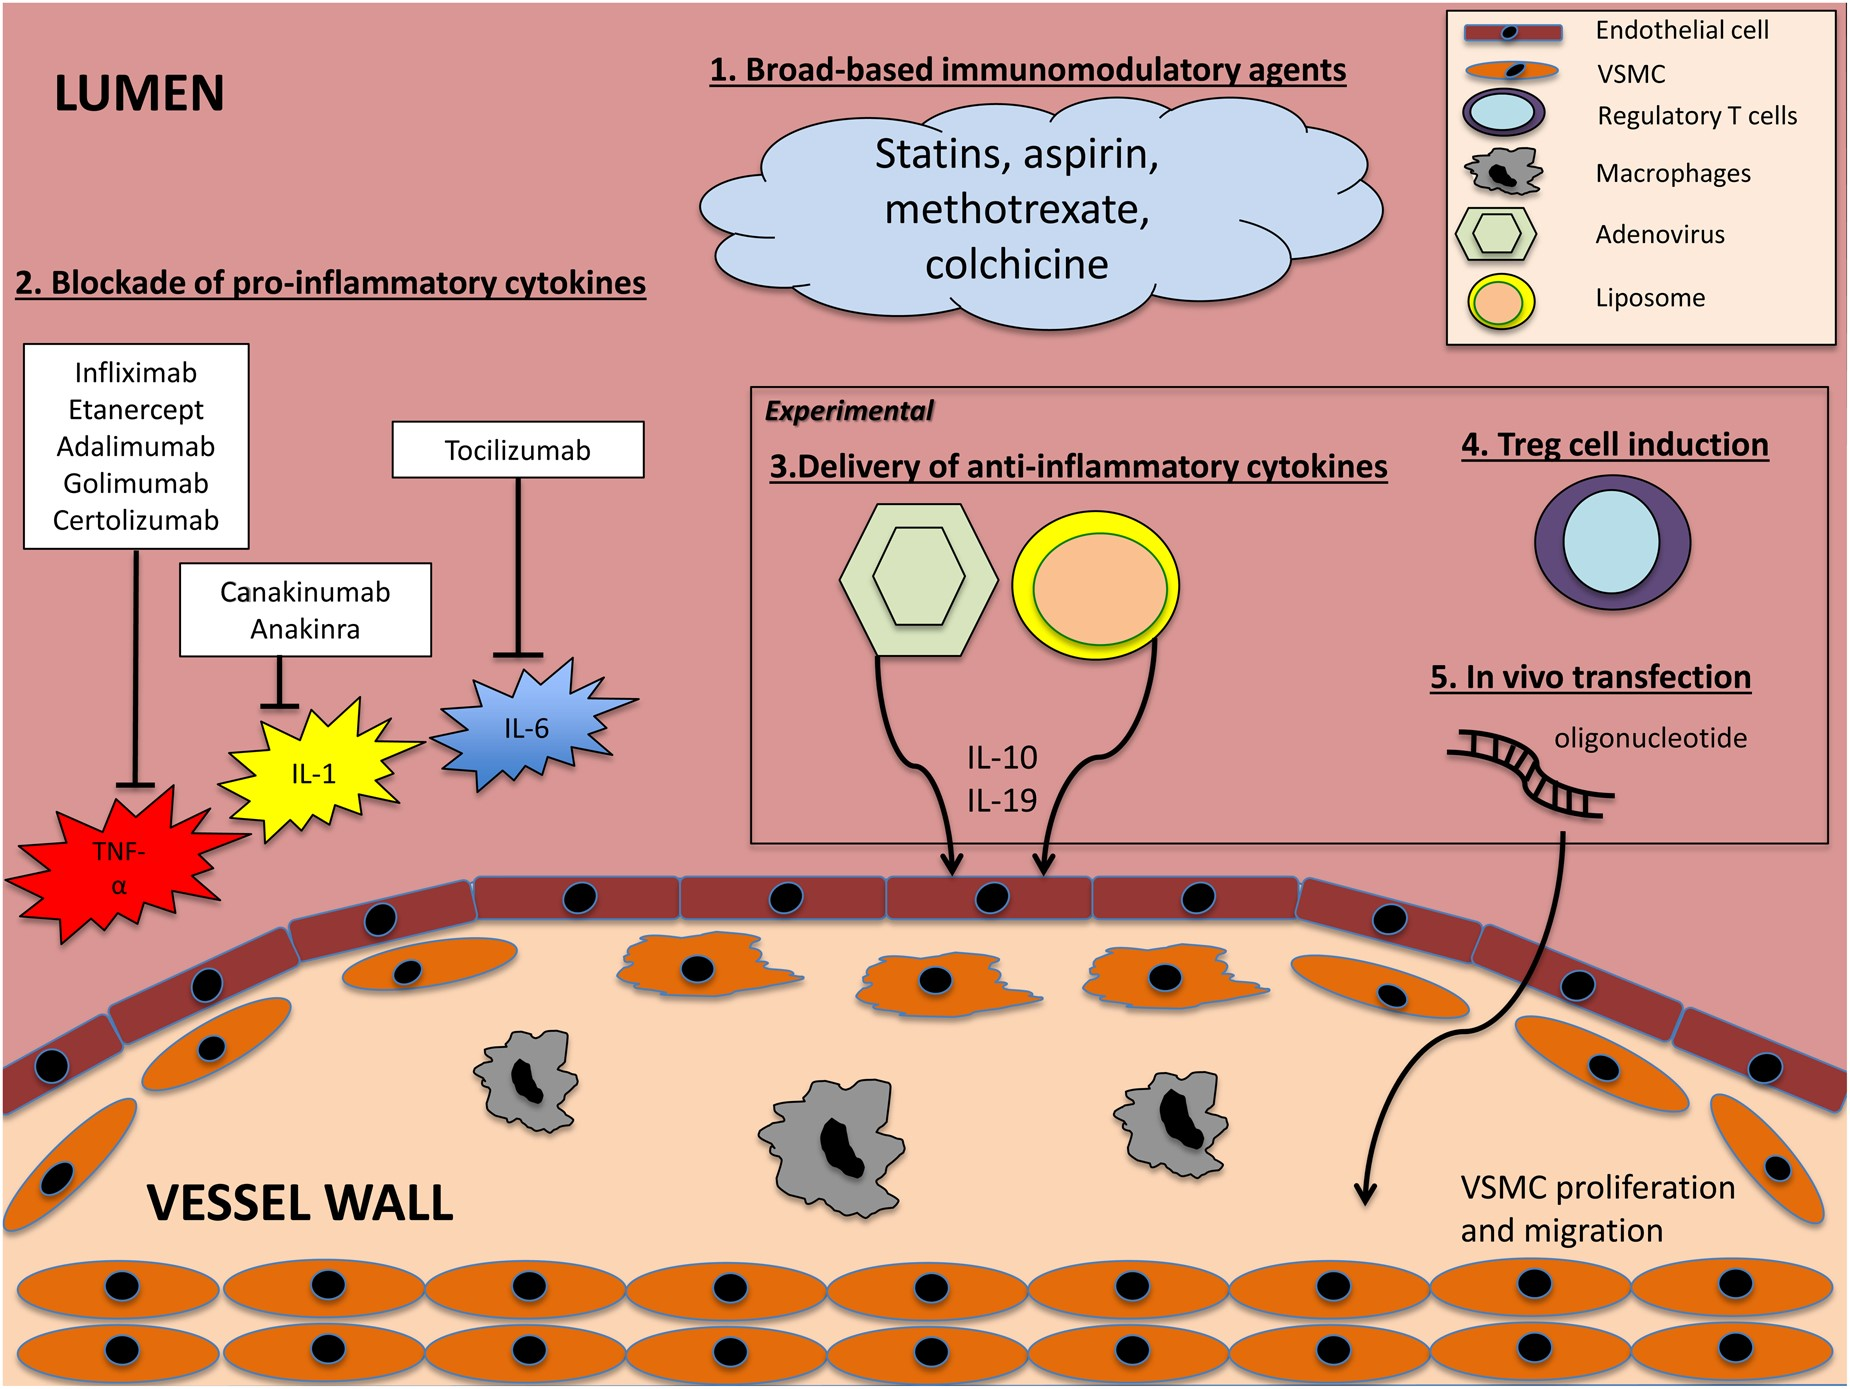 LUMEN
1. Broad-based immunomodulatory agents
Statins, aspirin,
methotrexate,
colchicine
Endothelial cell
VSMC
Regulatory T cells
Macrophages
Adenovirus
Liposome
2. Blockade of pro-inflammatory cytokines
Infliximab
Etanercept
Adalimumab
Golimumab
Certolizumab
Canakinumab
Anakinra
Tocilizumab
TNF-
α
IL-1
IL-6
Experimental
3.Delivery of anti-inflammatory cytokines
IL-10
IL-19
4. Treg cell induction
5. In vivo transfection
oligonucleotide
VESSEL WALL
VSMC proliferation
and migration